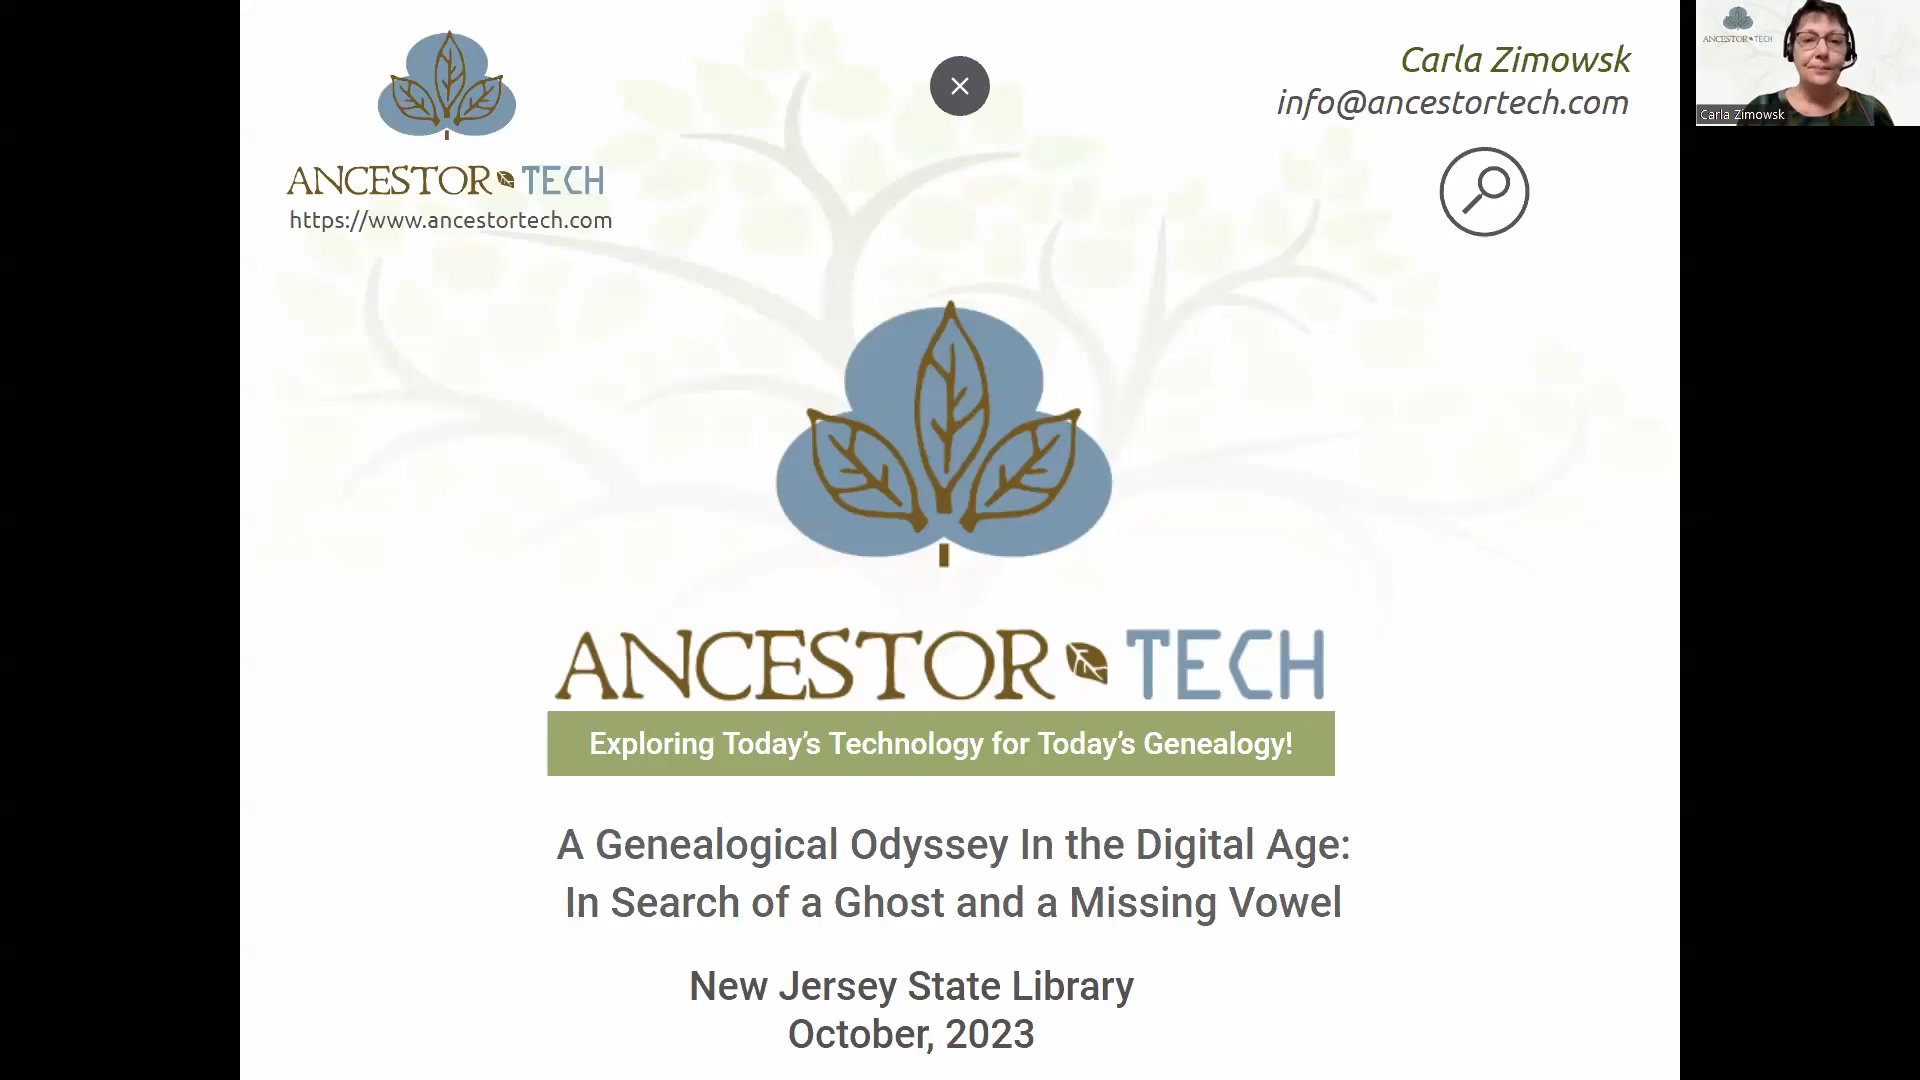 ANCESTOR TECH
https://www.ancestortech.com
Carla Zimowsk
info@ancestortech.com
ANCESTOR TECH
Carla Zimowsk
ANCESTOR TECH
Exploring Today's Technology for Today's Genealogy!
A Genealogical Odyssey In the Digital Age:
In Search of a Ghost and a Missing Vowel
New Jersey State Library
October, 2023